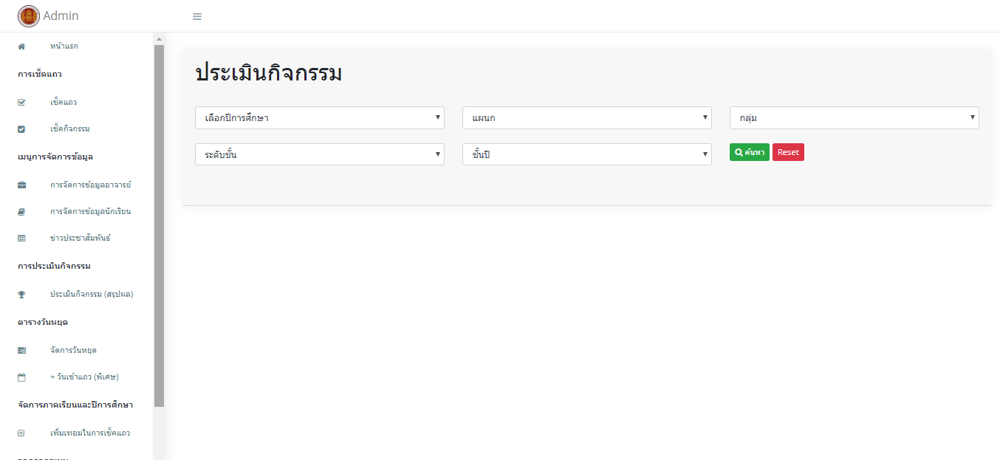 Admin
หน้าแรก
การเช็คแถว
เช็คแถว
เช็คกิจกรรม
เมนูการจัดการข้อมูล
การจัดการข้อมูลอาจารย์
การจัดการข้อมูลนักเรียน
ข่าวประชาสัมพันธ์
การประเมินกิจกรรม
ประเมินกิจกรรม (สรุปผล)
ตารางวันหยุด
จัดการวันหยุด
+ วันเข้าแถว (พิเศษ)
จัดการภาคเรียนและปีการศึกษา
เพิ่มเทอมในการเช็คแถว
ประเมินกิจกรรม
เลือกปีการศึกษา
แผนก
กลุ่ม
ระดับชั้น
ชั้นปี
ค้นหา
Reset